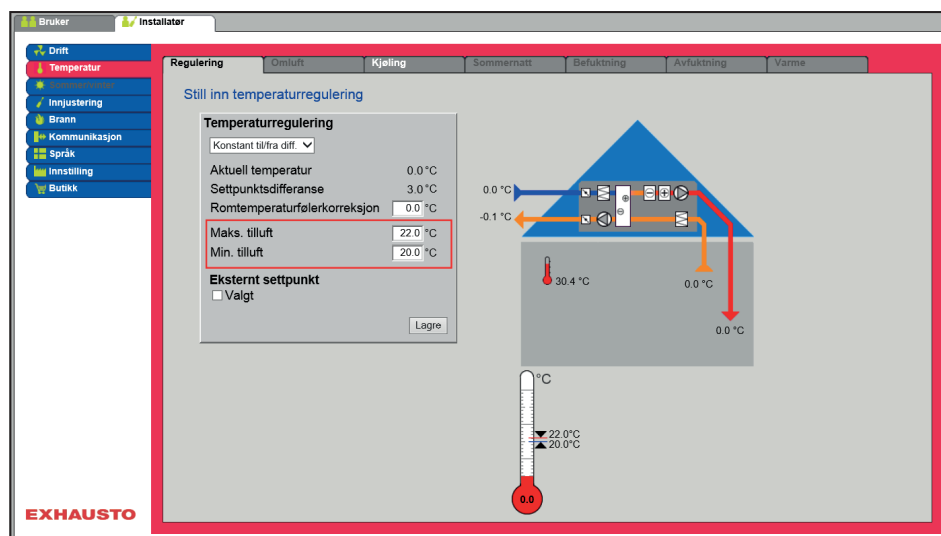 Bruker
Installatør
Drift
Temperatur
Sommer/vinter
Innjustering
Brann
Kommunikasjon
Språk
Innstilling
Butikk
Regulering Omluft Kjøling Sommernatt Befuktning Avfuktning Varme
Still inn temperaturregulering
Temperaturregulering
Konstant til/fra diff.
Aktuell temperatur 0.0 °C
Settpunktsdifferanse 3.0 °C
Romtemperaturfølerkorreksjon 0.0 °C
Maks. tilluft 22.0 °C
Min. tilluft 20.0 °C
Eksternt settpunkt
Valgt
Lagre
0.0 °C
-0.1 °C
30.4 °C
0.0 °C
0.0 °C
°C
22.0°C
20.0°C
0.0
EXHAUSTO